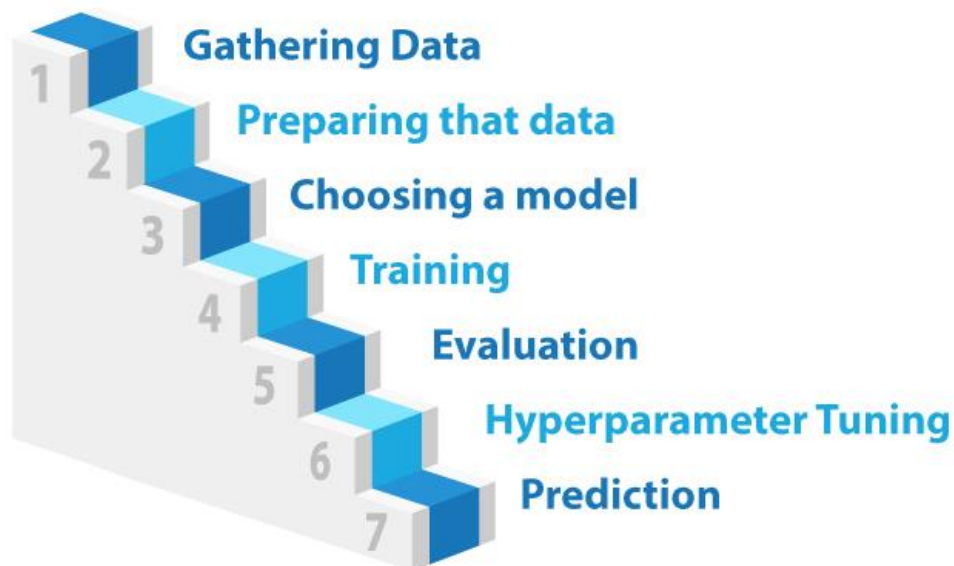 1 Gathering Data
2 Preparing that data
3 Choosing a model
4 Training
5 Evaluation
6 Hyperparameter Tuning
7 Prediction